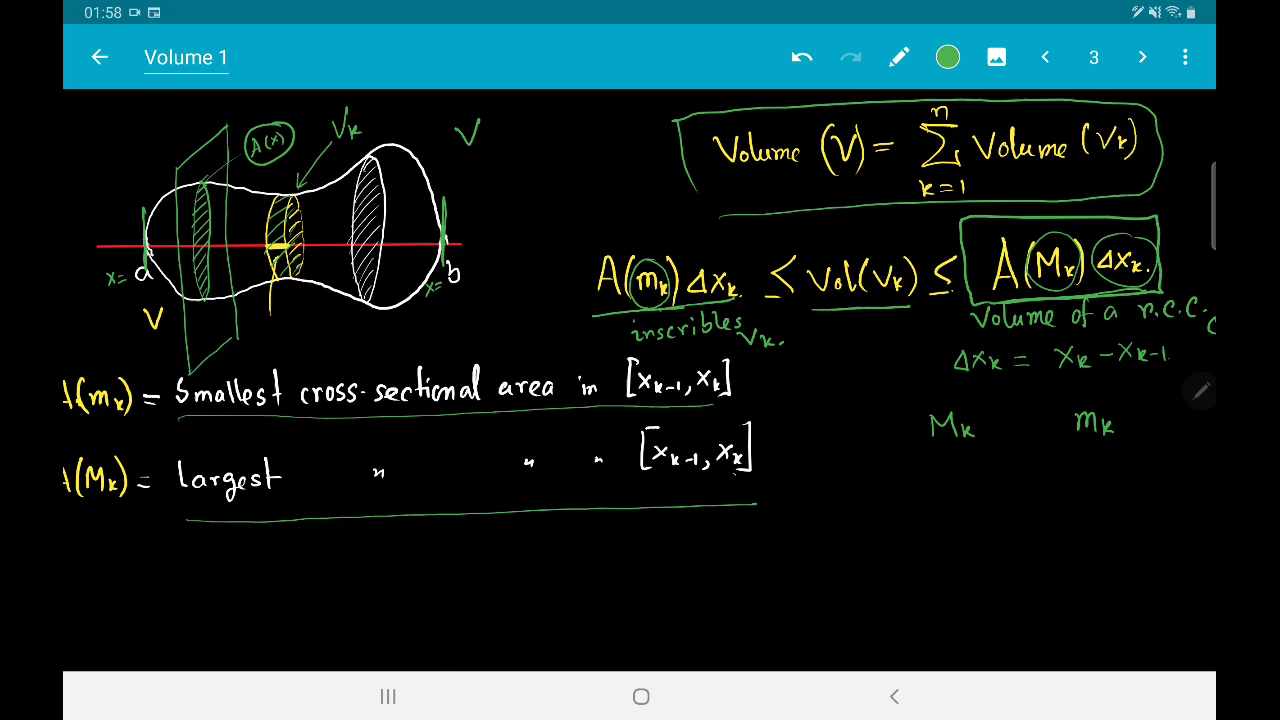 01:58
Volume 1
3
A(x)
Vₖ
V
x= a
x= b
V
Volume (V) = ∑ₖ₌₁ⁿ Volume (Vₖ)
A(mₖ) Δxₖ ≤ Vol(Vₖ) ≤ A(Mₖ) Δxₖ.
inscribes Vₖ.
Volume of a r.c.c.
Δxₖ = xₖ - xₖ₋₁
A(mₖ) = Smallest cross-sectional area in [xₖ₋₁, xₖ]
Mₖ mₖ
A(Mₖ) = largest " " " [xₖ₋₁, xₖ]